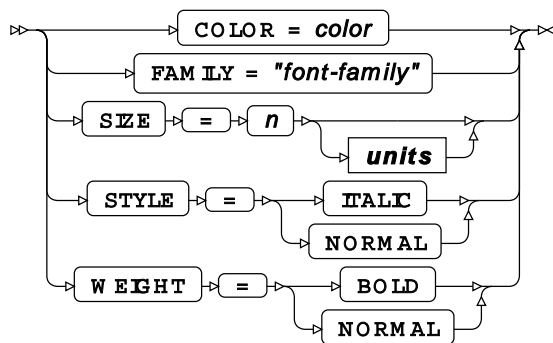 COLOR = color
FAMILY = "font-family"
SIZE = n
units
STYLE = ITALIC
NORMAL
WEIGHT = BOLD
NORMAL